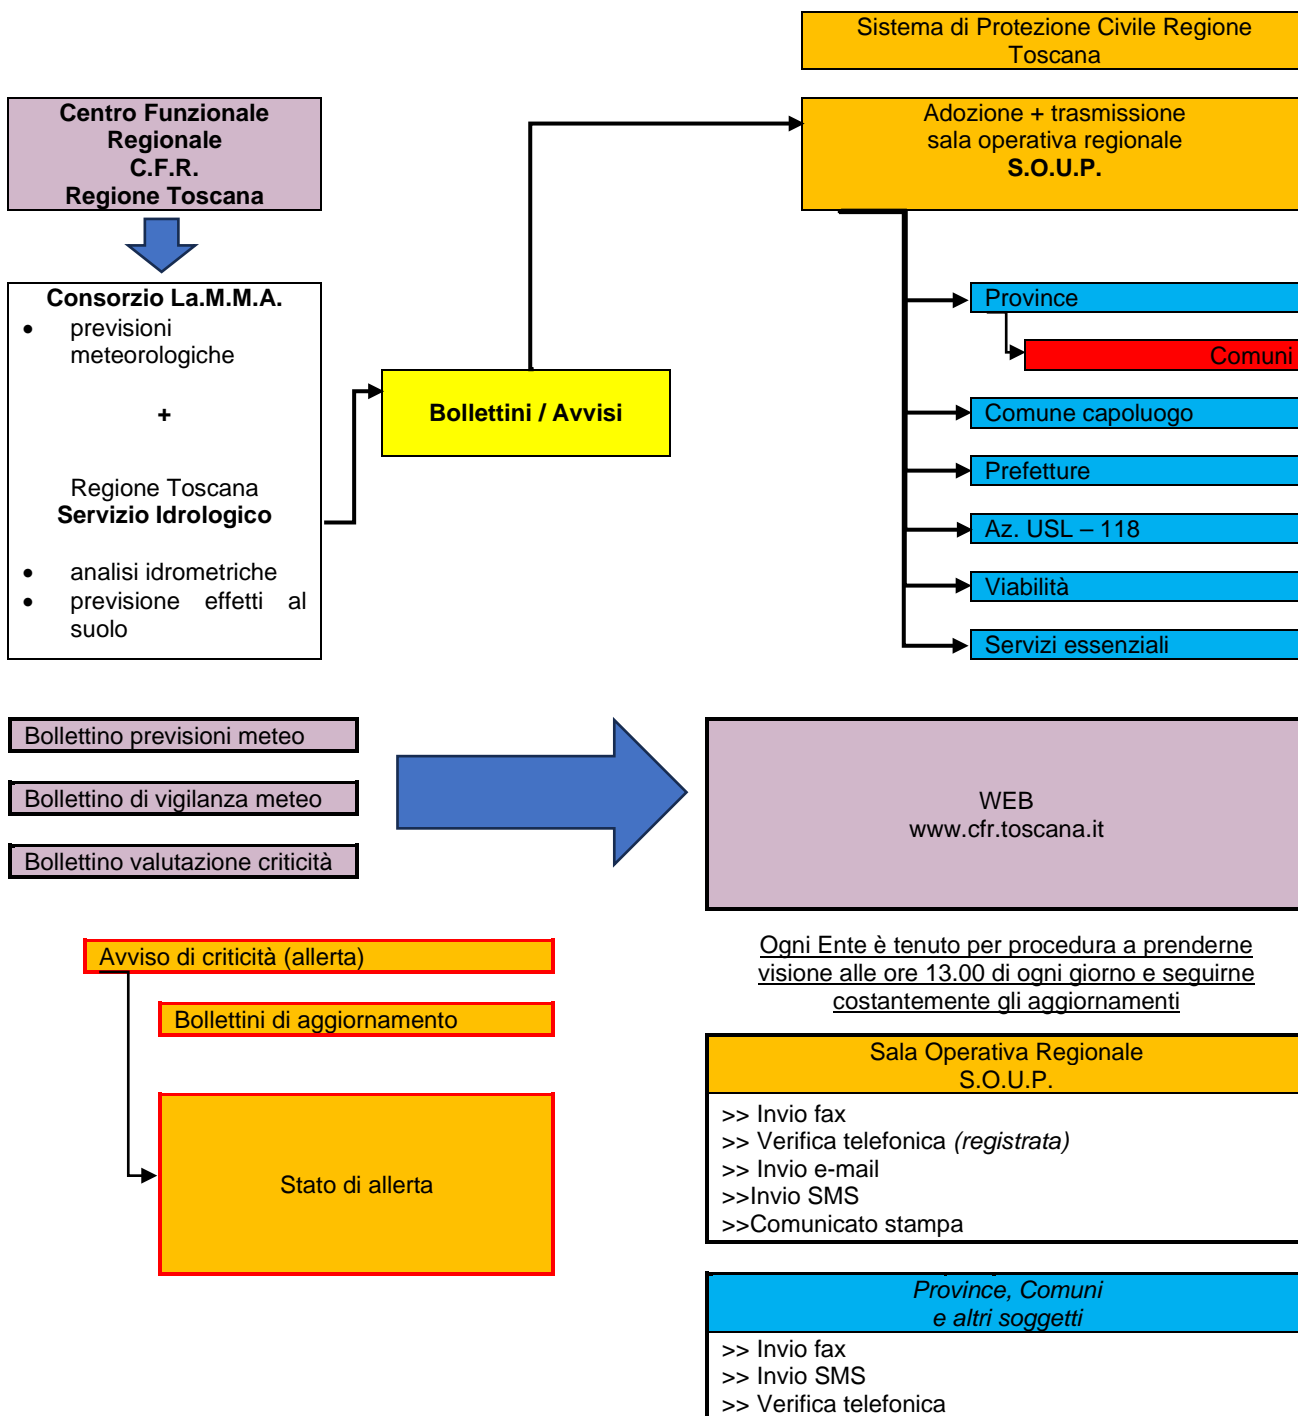 Sistema di Protezione Civile Regione
Toscana
Centro Funzionale
Regionale
C.F.R.
Regione Toscana
Adozione + trasmissione
sala operativa regionale
S.O.U.P.
Consorzio La.M.M.A.
• previsioni
meteorologiche
+
Regione Toscana
Servizio Idrologico
• analisi idrometriche
• previsione effetti al
suolo
Bollettini / Avvisi
Province
Comuni
Comune capoluogo
Prefetture
Az. USL – 118
Viabilità
Servizi essenziali
Bollettino previsioni meteo
Bollettino di vigilanza meteo
Bollettino valutazione criticità
WEB
www.cfr.toscana.it
Avviso di criticità (allerta)
Bollettini di aggiornamento
Stato di allerta
Ogni Ente è tenuto per procedura a prenderne
visione alle ore 13.00 di ogni giorno e seguirne
costantemente gli aggiornamenti
Sala Operativa Regionale
S.O.U.P.
>> Invio fax
>> Verifica telefonica (registrata)
>> Invio e-mail
>>Invio SMS
>>Comunicato stampa
Province, Comuni
e altri soggetti
>> Invio fax
>> Invio SMS
>> Verifica telefonica